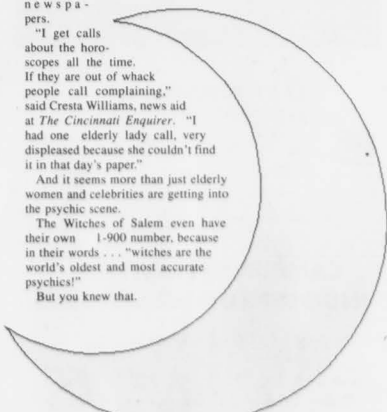 n e w s p a -
pers.
"I get calls
about the horo-
scopes all the time.
If they are out of whack
people call complaining,"
said Cresta Williams, news aid
at The Cincinnati Enquirer. "I
had one elderly lady call, very
displeased because she couldn't find
it in that day's paper."
And it seems more than just elderly
women and celebrities are getting into
the psychic scene.
The Witches of Salem even have
their own 1-900 number, because
in their words . . . "witches are the
world's oldest and most accurate
psychics!"
But you knew that.